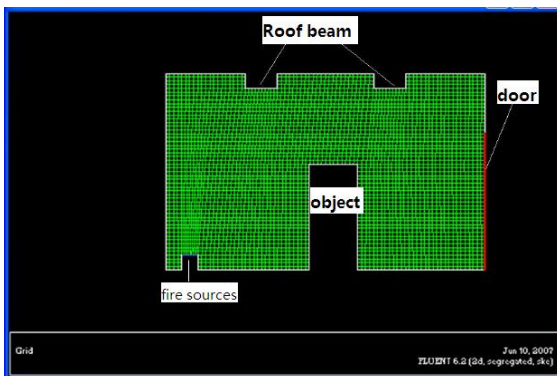 Roof beam
door
object
fire sources
Grid
Jun 10, 2007
FLUENT 6.2 (2d, segregated, ske)